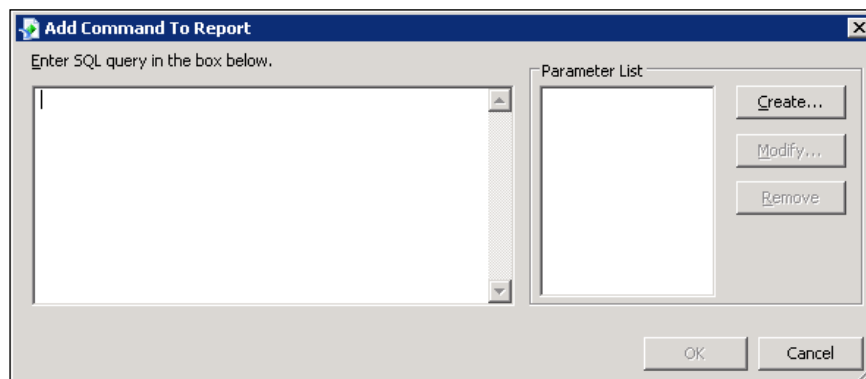 Add Command To Report
Enter SQL query in the box below.
Parameter List
Create...
Modify...
Remove
OK
Cancel